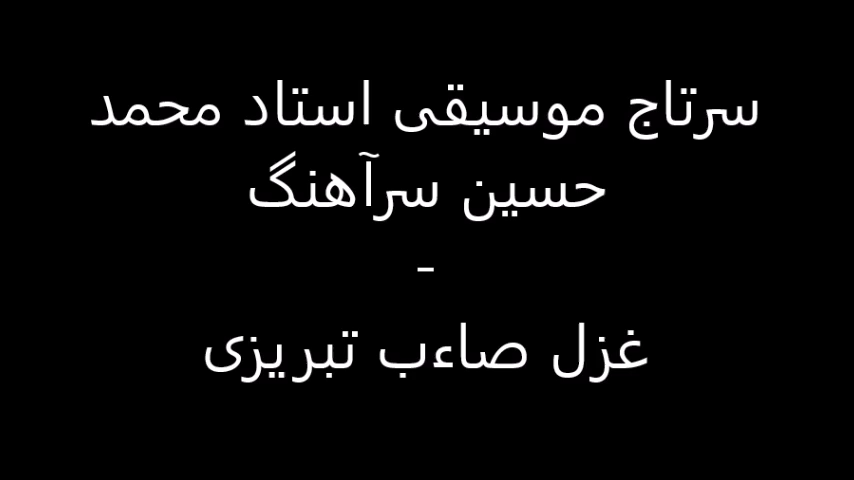 سرتاج موسیقی استاد محمد
حسین سرآهنگ
-
غزل صاءب تبریزی